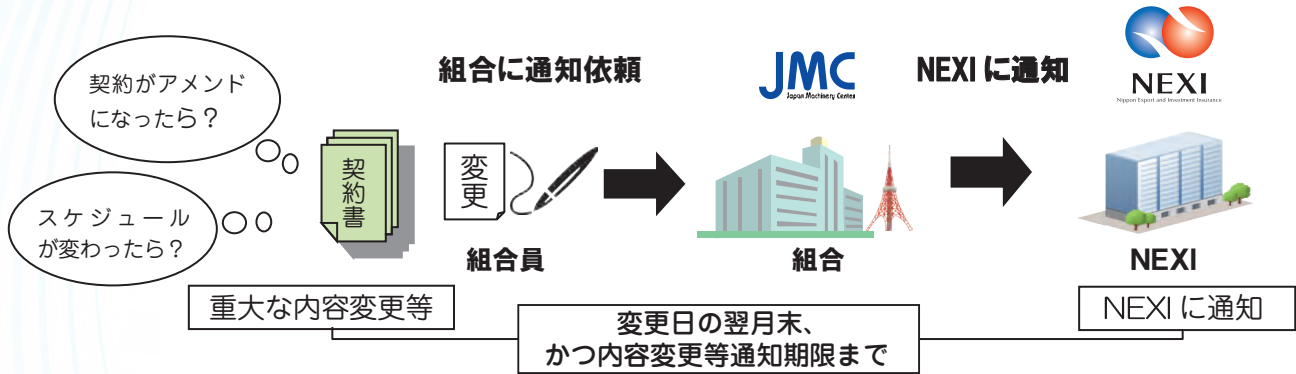 契約がアメンド
になったら？
スケジュール
が変わったら？
契約書
変更
組合に通知依頼
組合員
JMC
Japan Machinery Center
組合
NEXIに通知
NEXI
Nippon Export and Investment Insurance
NEXI
重大な内容変更等
変更日の翌月末、
かつ内容変更等通知期限まで
NEXIに通知